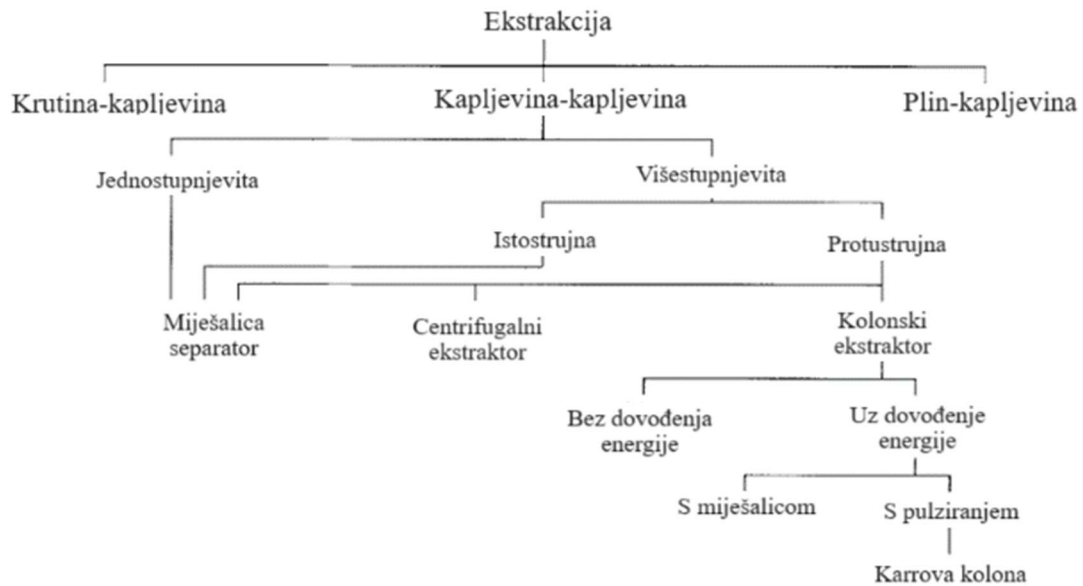 Ekstrakcija
Krutina-kapljevina
Kapljevina-kapljevina
Plin-kapljevina
Jednostupnjevita
Višestupnjevita
Istostrujna
Protustrujna
Miješalica
separator
Centrifugalni
ekstraktor
Kolonski
ekstraktor
Bez dovođenja
energije
Uz dovođenje
energije
S miješalicom
S pulziranjem
Karrova kolona